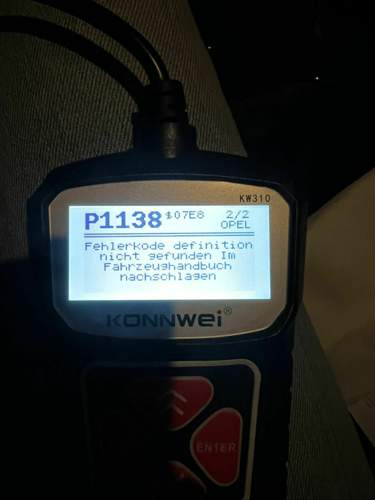 KW310
P1138 $07E8 2/2
OPEL
Fehlerkode definition
nicht gefunden Im
Fahrzeughandbuch
nachschlagen
KONNWEI®
ENTER